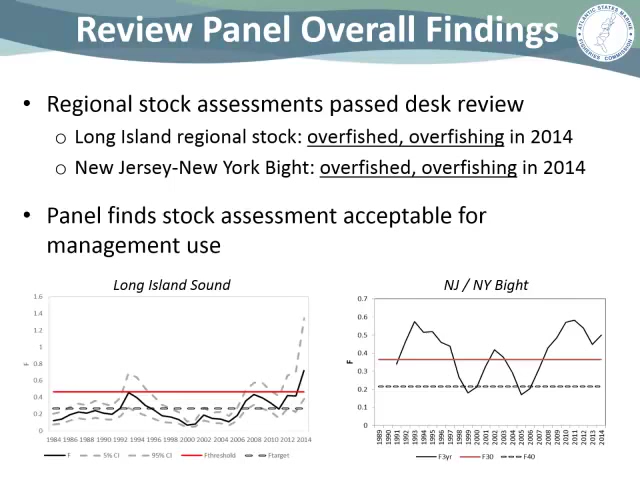 Review Panel Overall Findings
ATLANTIC STATES MARINE
FISHERIES COMMISSION
• Regional stock assessments passed desk review
o Long Island regional stock: overfished, overfishing in 2014
o New Jersey-New York Bight: overfished, overfishing in 2014
• Panel finds stock assessment acceptable for
management use
Long Island Sound
1.6
1.4
1.2
1
0.8
0.6
0.4
0.2
0
F
1984 1986 1988 1990 1992 1994 1996 1998 2000 2002 2004 2006 2008 2010 2012 2014
F 5% CI 95% CI Fthreshold Ftarget
NJ / NY Bight
0.7
0.6
0.5
0.4
0.3
0.2
0.1
0
F
1989 1990 1991 1992 1993 1994 1995 1996 1997 1998 1999 2000 2001 2002 2003 2004 2005 2006 2007 2008 2009 2010 2011 2012 2013 2014
F3yr F30 F40